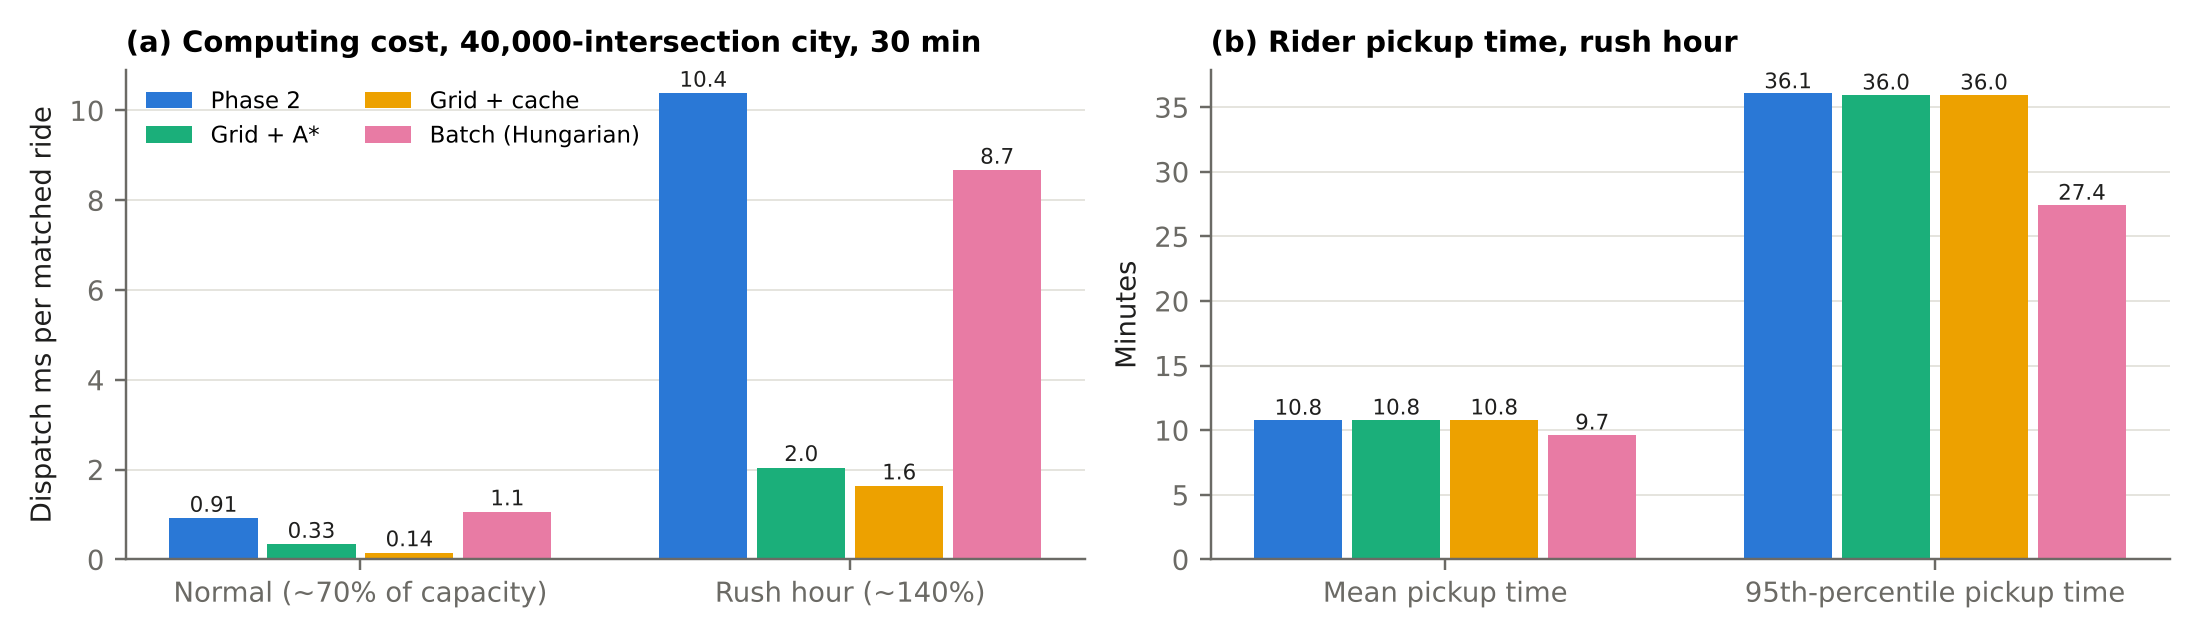 (a) Computing cost, 40,000-intersection city, 30 min
Dispatch ms per matched ride
10
8
6
4
2
0
Phase 2
Grid + A*
Grid + cache
Batch (Hungarian)
0.91
0.33
0.14
1.1
10.4
2.0
1.6
8.7
Normal (~70% of capacity)
Rush hour (~140%)
(b) Rider pickup time, rush hour
Minutes
35
30
25
20
15
10
5
0
10.8
10.8
10.8
9.7
36.1
36.0
36.0
27.4
Mean pickup time
95th-percentile pickup time